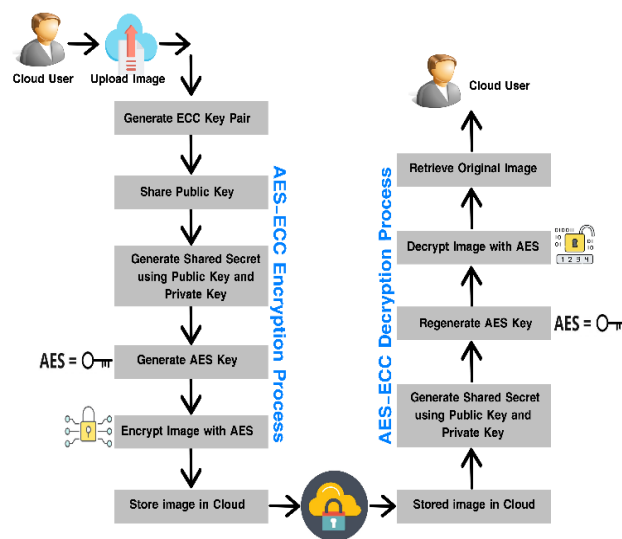 Cloud User
Upload Image
Generate ECC Key Pair
Share Public Key
Generate Shared Secret
using Public Key and
Private Key
AES =
Generate AES Key
Encrypt Image with AES
Store image in Cloud
AES-ECC Encryption Process
Cloud User
Retrieve Original Image
Decrypt Image with AES
1 2 3 4
Regenerate AES Key
AES =
Generate Shared Secret
using Public Key and
Private Key
Stored image in Cloud
AES-ECC Decryption Process